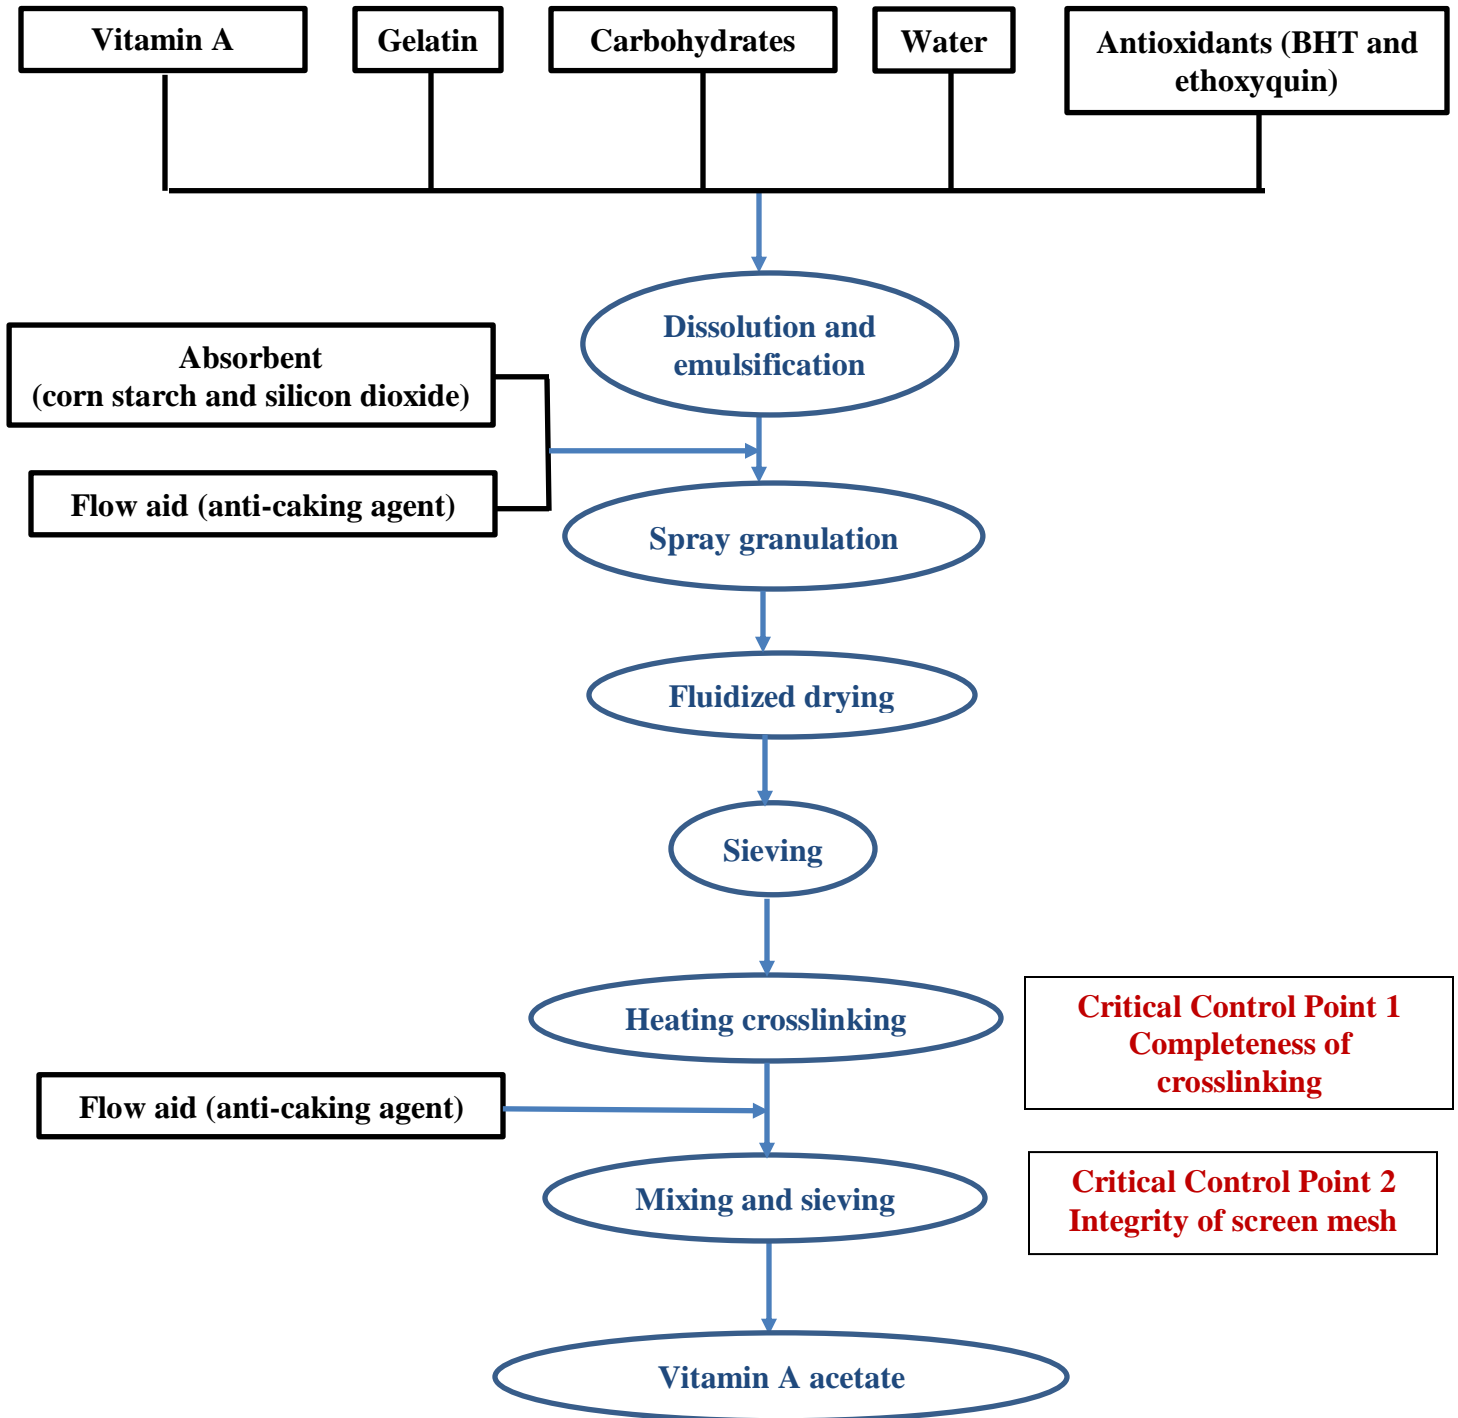 Vitamin A
Gelatin
Carbohydrates
Water
Antioxidants (BHT and
ethoxyquin)
Dissolution and
emulsification
Absorbent
(corn starch and silicon dioxide)
Flow aid (anti-caking agent)
Spray granulation
Fluidized drying
Sieving
Heating crosslinking
Critical Control Point 1
Completeness of
crosslinking
Flow aid (anti-caking agent)
Mixing and sieving
Critical Control Point 2
Integrity of screen mesh
Vitamin A acetate